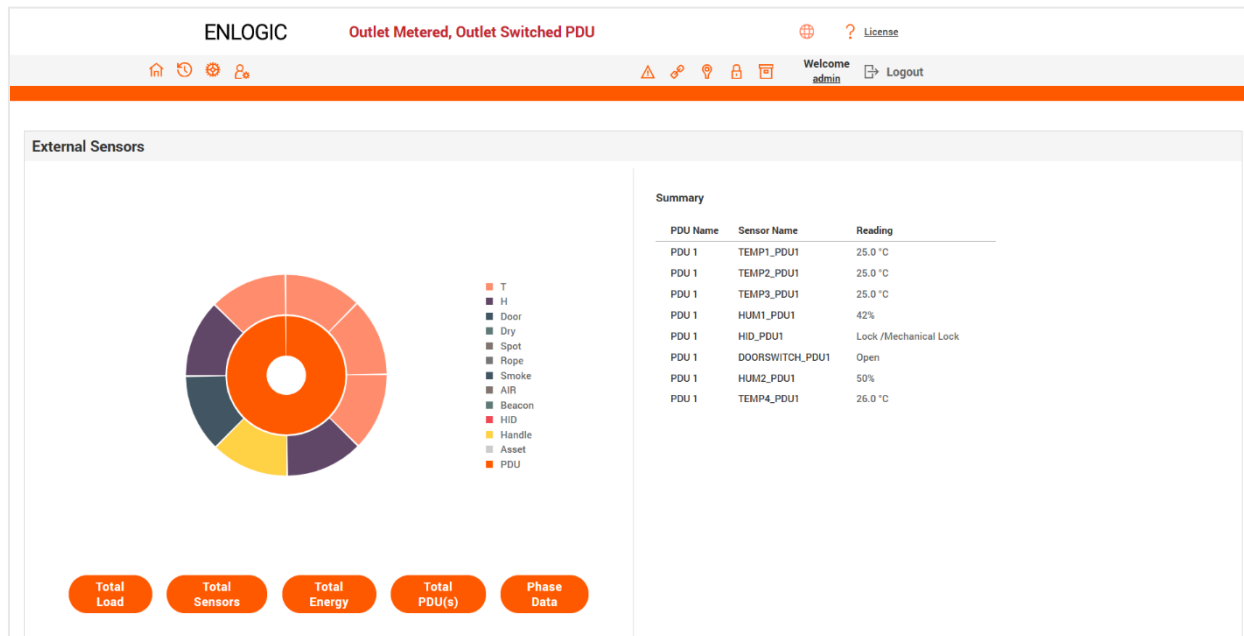 ENLOGIC Outlet Metered, Outlet Switched PDU ? License
Welcome
admin
Logout
External Sensors
T
H
Door
Dry
Spot
Rope
Smoke
AIR
Beacon
HID
Handle
Asset
PDU
Total Load
Total Sensors
Total Energy
Total PDU(s)
Phase Data
Summary
PDU Name Sensor Name Reading
PDU 1 TEMP1_PDU1 25.0 °C
PDU 1 TEMP2_PDU1 25.0 °C
PDU 1 TEMP3_PDU1 25.0 °C
PDU 1 HUM1_PDU1 42%
PDU 1 HID_PDU1 Lock /Mechanical Lock
PDU 1 DOORSWITCH_PDU1 Open
PDU 1 HUM2_PDU1 50%
PDU 1 TEMP4_PDU1 26.0 °C